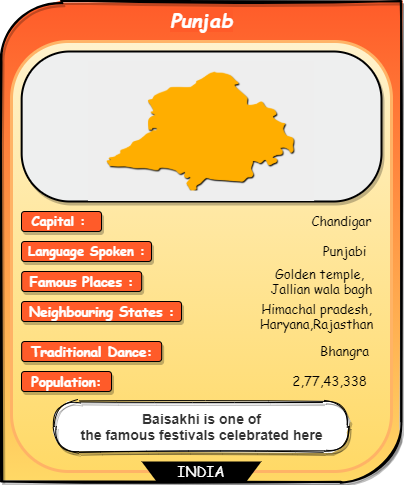 Punjab
Capital : Chandigar
Language Spoken : Punjabi
Famous Places : Golden temple,
Jallian wala bagh
Neighbouring States : Himachal pradesh,
Haryana,Rajasthan
Traditional Dance: Bhangra
Population: 2,77,43,338
Baisakhi is one of
the famous festivals celebrated here
INDIA